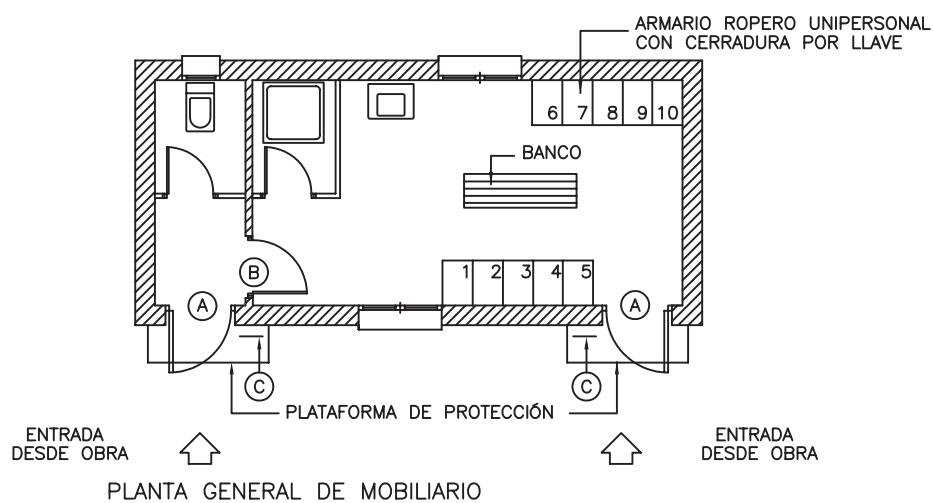 ARMARIO ROPERO UNIPERSONAL
CON CERRADURA POR LLAVE
6 7 8 9 10
BANCO
B
1 2 3 4 5
A
A
C
C
PLATAFORMA DE PROTECCIÓN
ENTRADA
DESDE OBRA
ENTRADA
DESDE OBRA
PLANTA GENERAL DE MOBILIARIO